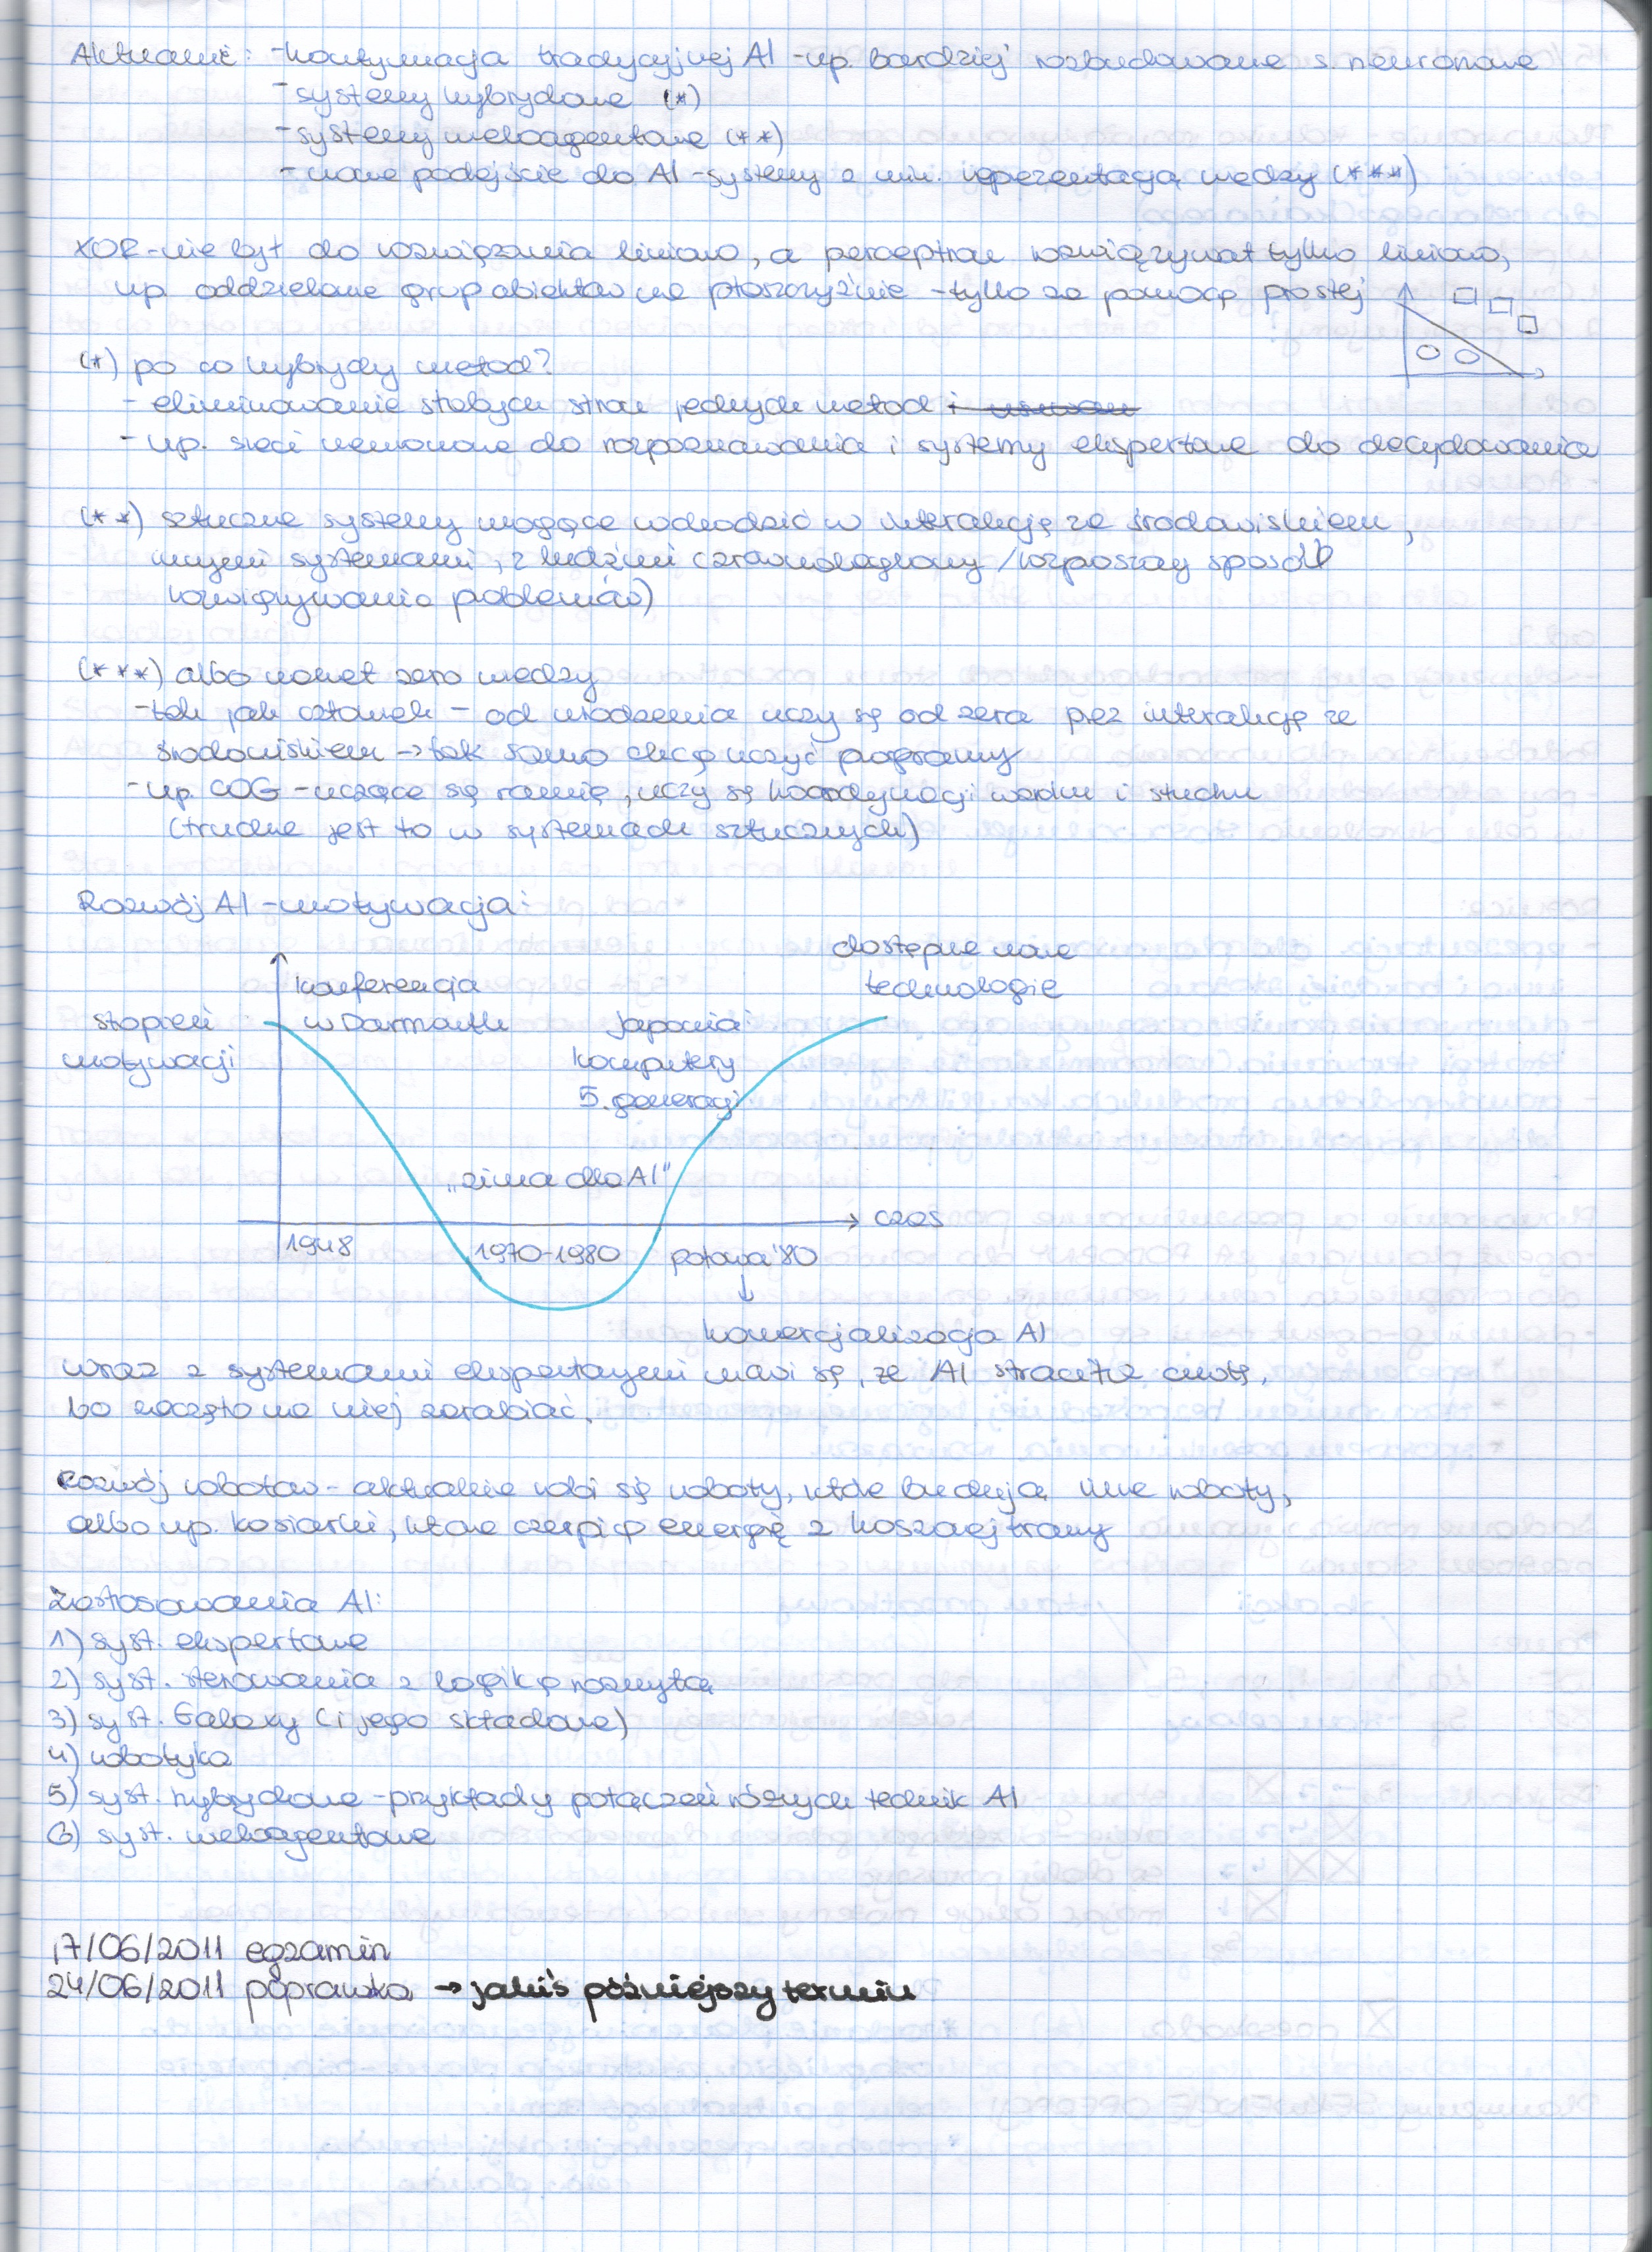 Aktualnie: - kontynuacja tradycyjnej AI - np. bardziej rozbudowane s. neuronowe
- systemy hybrydowe (*)
- systemy wieloagentowe (**)
- nowe podejście do AI - systemy o min. reprezentacją wiedzy (***)
XOR - nie był do rozwiązania liniowo, a perceptron rozwiązywał tylko liniowo,
np. oddzielanie grup obiektów na płaszczyźnie - tylko za pomocą prostej
(*) po co hybrydy metod?
- eliminowanie słabych stron jednych metod i
- np. sieci neuronowe do rozpoznawania i systemy ekspertowe do decydowania
(**) sztuczne systemy mogące wchodzić w interakcję ze środowiskiem,
innymi systemami, z ludźmi (zrównoleglony / rozproszony sposób
rozwiązywania problemów)
(***) albo nawet zero wiedzy
- tak jak człowiek - od urodzenia uczy się od zera przez interakcję ze
środowiskiem → tak samo chcą uczyć programy
- np. COG - uczące się ramię, uczy się koordynacji wzroku i słuchu
(trudne jest to w systemach sztucznych)
Rozwój AI - motywacja:
dostępne nowe
technologie
konferencja
w Darmouth
stopień
motywacji
Japonia:
komputery
5. generacji
„zima dla AI"
czas
1948
1970-1980
połowa '80
↓
komercjalizacja AI
wraz z systemami ekspertowymi mówi się, że AI straciła cnotę,
bo zaczęto na niej zarabiać.
Rozwój robotów - aktualnie robi się roboty, które budują inne roboty,
albo np. kosiarki, które czerpią energię z koszonej trawy
Zastosowania AI:
1) syst. ekspertowe
2) syst. sterowania z logiką rozmytą
3) syst. Galaxy (i jego składowe)
4) robotyka
5) syst. hybrydowe - przykłady połączeń różnych technik AI
6) syst. wieloagentowe
17/06/2011 egzamin
24/06/2011 poprawka → jakiś późniejszy termin